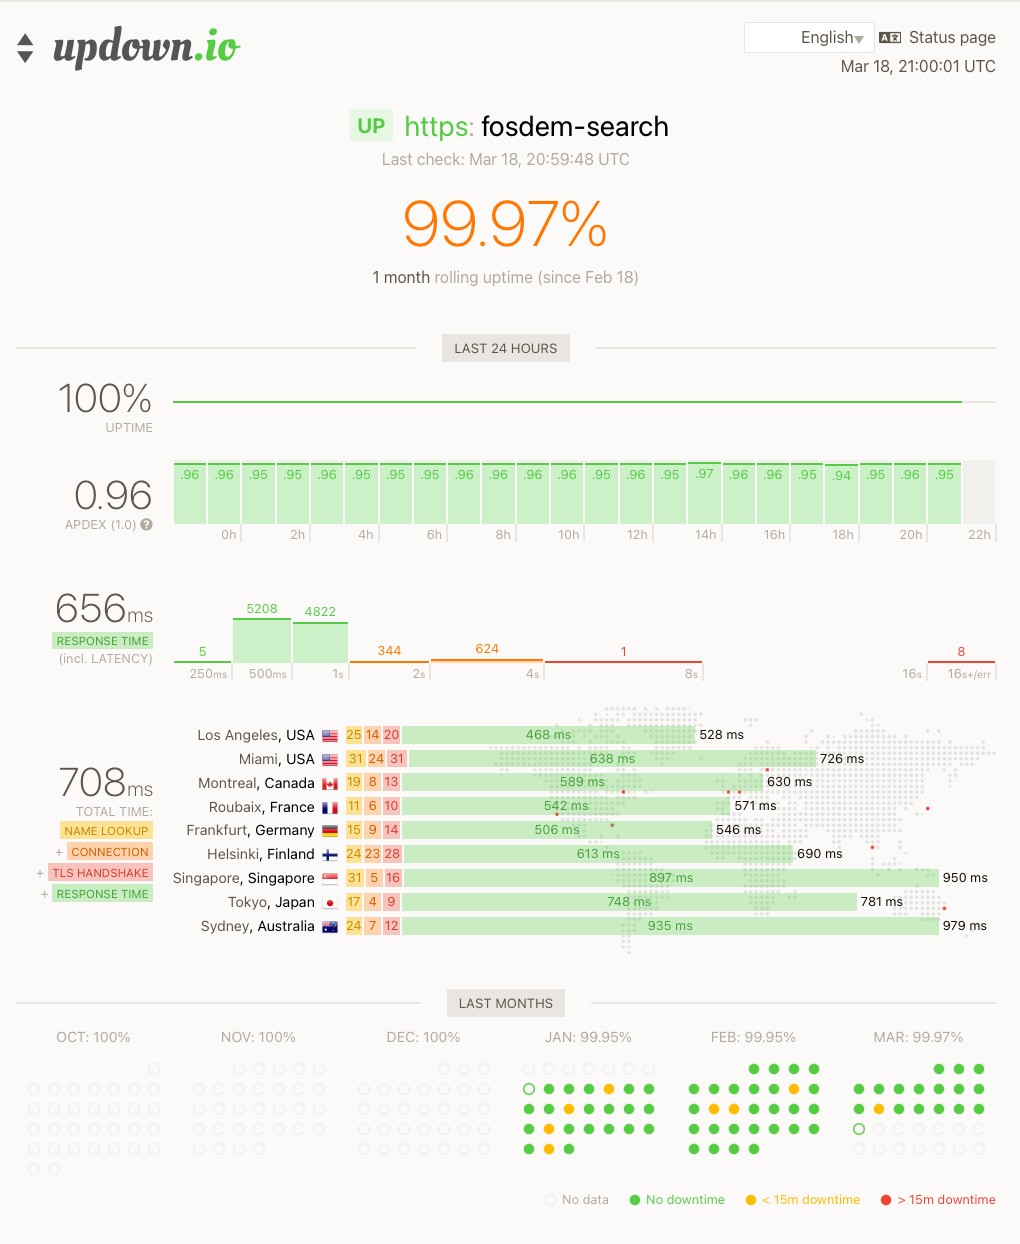 updown.io
English
Status page
Mar 18, 21:00:01 UTC
UP https: fosdem-search
Last check: Mar 18, 20:59:48 UTC
99.97%
1 month rolling uptime (since Feb 18)
LAST 24 HOURS
100%
UPTIME
.96 .96 .95 .95 .96 .96 .95 .95 .96 .96 .96 .96 .95 .96 .95 .97 .96 .96 .95 .94 .95 .96 .95
0.96
APDEX (1.0) ?
0h 2h 4h 6h 8h 10h 12h 14h 16h 18h 20h 22h
656ms
RESPONSE TIME
(incl. LATENCY)
5 5208 4822 344 624 1 8
250ms 500ms 1s 2s 4s 8s 16s 16s+/err
708ms
TOTAL TIME:
NAME LOOKUP
+ CONNECTION
+ TLS HANDSHAKE
+ RESPONSE TIME
Los Angeles, USA 25 14 20 468 ms 528 ms
Miami, USA 31 24 31 638 ms 726 ms
Montreal, Canada 19 8 13 589 ms 630 ms
Roubaix, France 11 6 10 542 ms 571 ms
Frankfurt, Germany 15 9 14 506 ms 546 ms
Helsinki, Finland 24 23 28 613 ms 690 ms
Singapore, Singapore 31 5 16 897 ms 950 ms
Tokyo, Japan 17 4 9 748 ms 781 ms
Sydney, Australia 24 7 12 935 ms 979 ms
LAST MONTHS
OCT: 100% NOV: 100% DEC: 100% JAN: 99.95% FEB: 99.95% MAR: 99.97%
No data No downtime < 15m downtime > 15m downtime